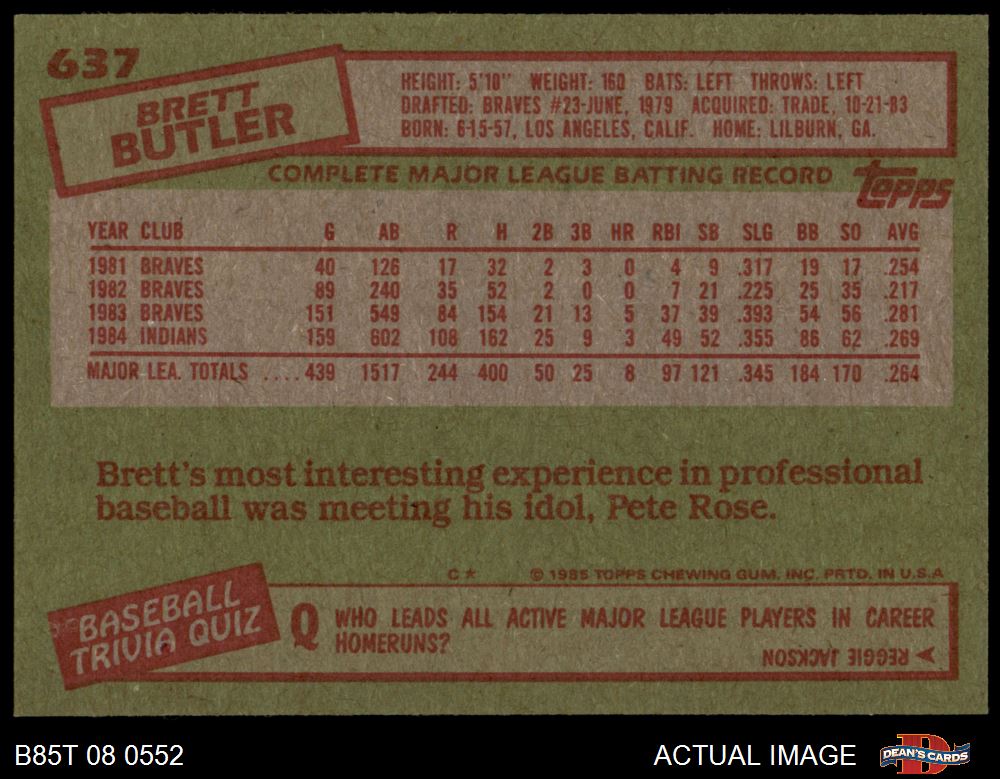 637
BRETT
BUTLER
HEIGHT: 5'10" WEIGHT: 160 BATS: LEFT THROWS: LEFT
DRAFTED: BRAVES #23-JUNE, 1979 ACQUIRED: TRADE, 10-21-83
BORN: 6-15-57, LOS ANGELES, CALIF. HOME: LILBURN, GA.
COMPLETE MAJOR LEAGUE BATTING RECORD
topps
YEAR CLUB G AB R H 2B 3B HR RBI SB SLG BB SO AVG
1981 BRAVES 40 126 17 32 2 3 0 4 9 .317 19 17 .254
1982 BRAVES 89 240 35 52 2 0 0 7 21 .225 25 35 .217
1983 BRAVES 151 549 84 154 21 13 5 37 39 .393 54 56 .281
1984 INDIANS 159 602 108 162 25 9 3 49 52 .355 86 62 .269
MAJOR LEA. TOTALS .... 439 1517 244 400 50 25 8 97 121 .345 184 170 .264
Brett's most interesting experience in professional
baseball was meeting his idol, Pete Rose.
C* © 1985 TOPPS CHEWING GUM, INC. PRTD. IN U.S.A
BASEBALL
TRIVIA QUIZ
Q WHO LEADS ALL ACTIVE MAJOR LEAGUE PLAYERS IN CAREER
HOMERUNS?
REGGIE JACKSON
B85T 08 0552
ACTUAL IMAGE
D
DEAN'S CARDS